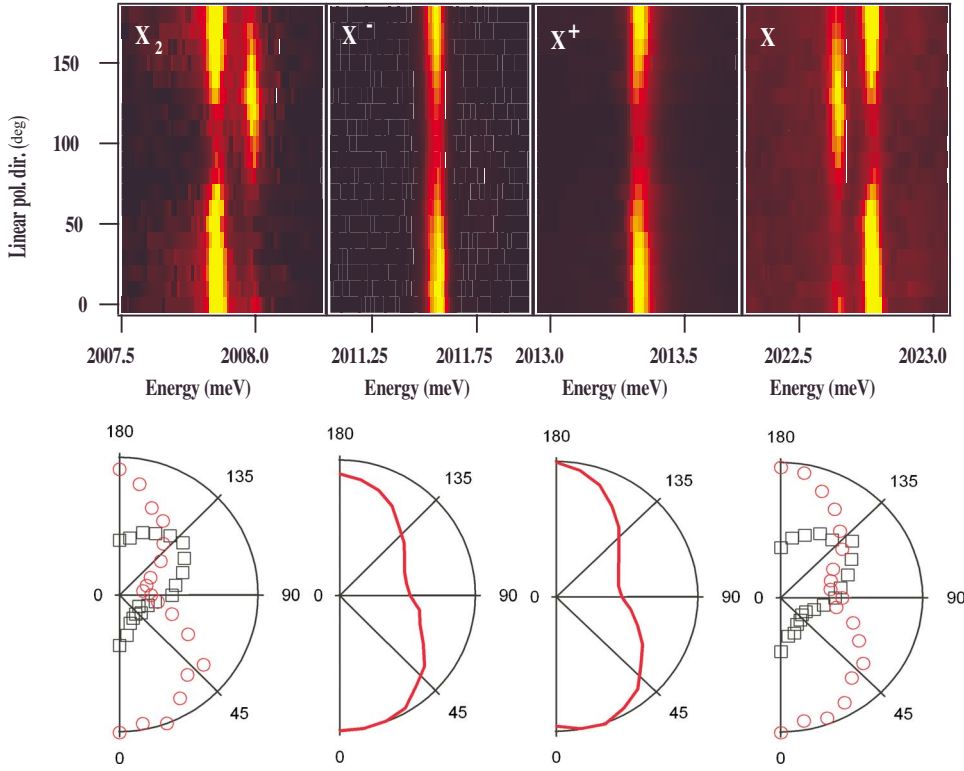 X2
X-
X+
X
Linear pol. dir. (deg)
150
100
50
0
2007.5 2008.0 2011.25 2011.75 2013.0 2013.5 2022.5 2023.0
Energy (meV) Energy (meV) Energy (meV) Energy (meV)
180 180 180 180
135 135 135 135
0 90 0 90 0 90 0 90
45 45 45 45
0 0 0 0